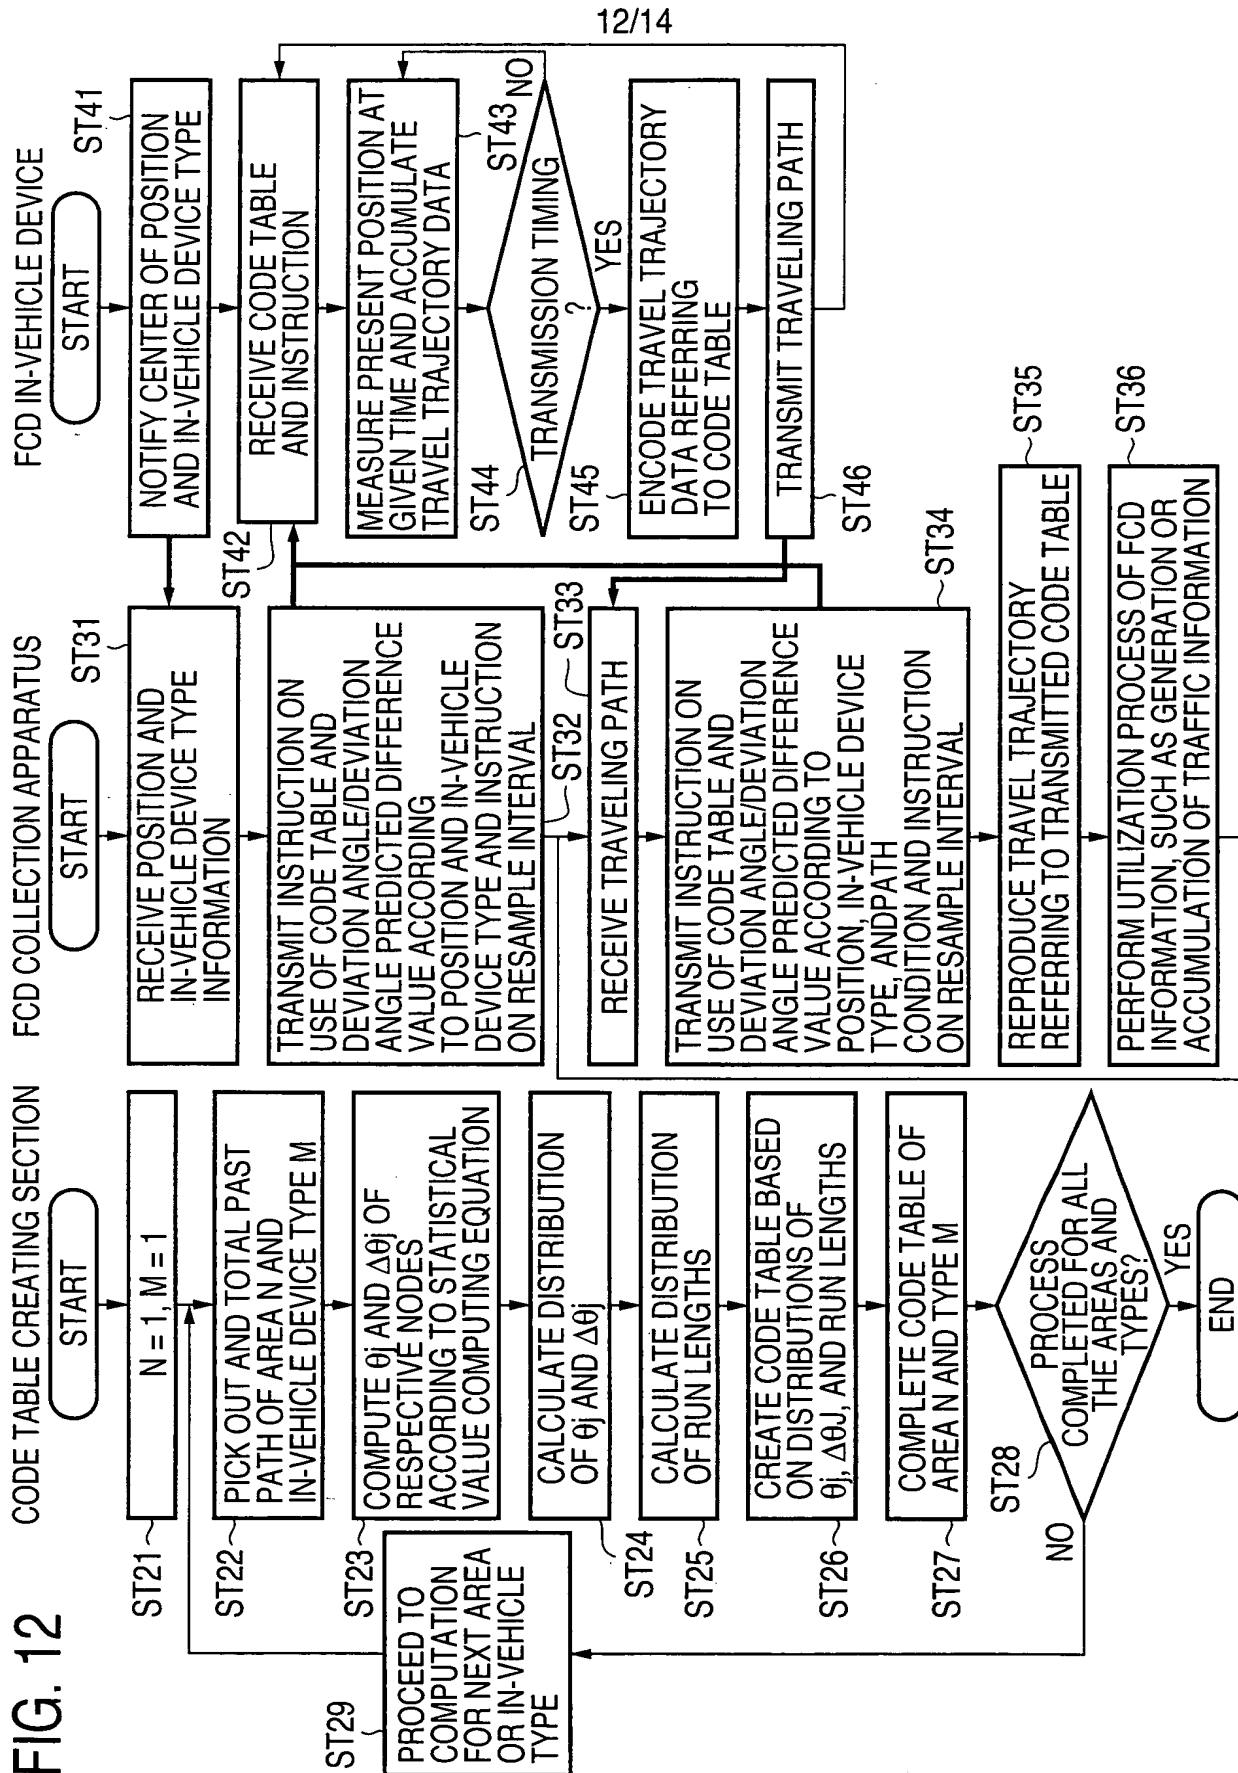 12/14
FIG. 12
CODE TABLE CREATING SECTION
START
ST21
N = 1, M = 1
ST22
PICK OUT AND TOTAL PAST
PATH OF AREA N AND
IN-VEHICLE DEVICE TYPE M
ST23
COMPUTE θj AND Δθj OF
RESPECTIVE NODES
ACCORDING TO STATISTICAL
VALUE COMPUTING EQUATION
ST24
CALCULATE DISTRIBUTION
OF θj AND Δθj
ST25
CALCULATE DISTRIBUTION
OF RUN LENGTHS
ST26
CREATE CODE TABLE BASED
ON DISTRIBUTIONS OF
θj, ΔθJ, AND RUN LENGTHS
ST27
COMPLETE CODE TABLE OF
AREA N AND TYPE M
ST28
PROCESS
COMPLETED FOR ALL
THE AREAS AND
TYPES?
NO
YES
END
ST29
PROCEED TO
COMPUTATION
FOR NEXT AREA
OR IN-VEHICLE
TYPE
FCD COLLECTION APPARATUS
START
ST31
RECEIVE POSITION AND
IN-VEHICLE DEVICE TYPE
INFORMATION
TRANSMIT INSTRUCTION ON
USE OF CODE TABLE AND
DEVIATION ANGLE/DEVIATION
ANGLE PREDICTED DIFFERENCE
VALUE ACCORDING
TO POSITION AND IN-VEHICLE
DEVICE TYPE AND INSTRUCTION
ON RESAMPLE INTERVAL
ST32
ST33
RECEIVE TRAVELING PATH
TRANSMIT INSTRUCTION ON
USE OF CODE TABLE AND
DEVIATION ANGLE/DEVIATION
ANGLE PREDICTED DIFFERENCE
VALUE ACCORDING TO
POSITION, IN-VEHICLE DEVICE
TYPE, ANDPATH
CONDITION AND INSTRUCTION
ON RESAMPLE INTERVAL
ST34
REPRODUCE TRAVEL TRAJECTORY
REFERRING TO TRANSMITTED CODE TABLE
ST35
PERFORM UTILIZATION PROCESS OF FCD
INFORMATION, SUCH AS GENERATION OR
ACCUMULATION OF TRAFFIC INFORMATION
ST36
FCD IN-VEHICLE DEVICE
START
ST41
NOTIFY CENTER OF POSITION
AND IN-VEHICLE DEVICE TYPE
ST42
RECEIVE CODE TABLE
AND INSTRUCTION
MEASURE PRESENT POSITION AT
GIVEN TIME AND ACCUMULATE
TRAVEL TRAJECTORY DATA
ST43
ST44
TRANSMISSION TIMING
?
NO
YES
ST45
ENCODE TRAVEL TRAJECTORY
DATA REFERRING
TO CODE TABLE
TRANSMIT TRAVELING PATH
ST46